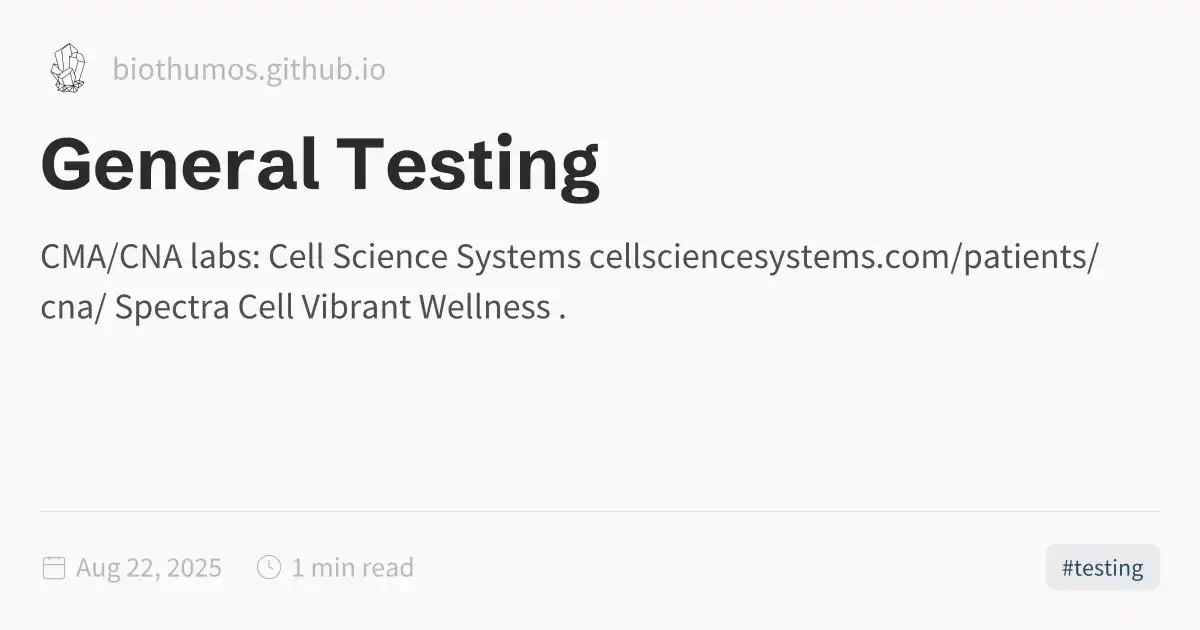 biothumos.github.io
General Testing
CMA/CNA labs: Cell Science Systems cellsciencesystems.com/patients/
cna/ Spectra Cell Vibrant Wellness .
Aug 22, 2025 1 min read #testing